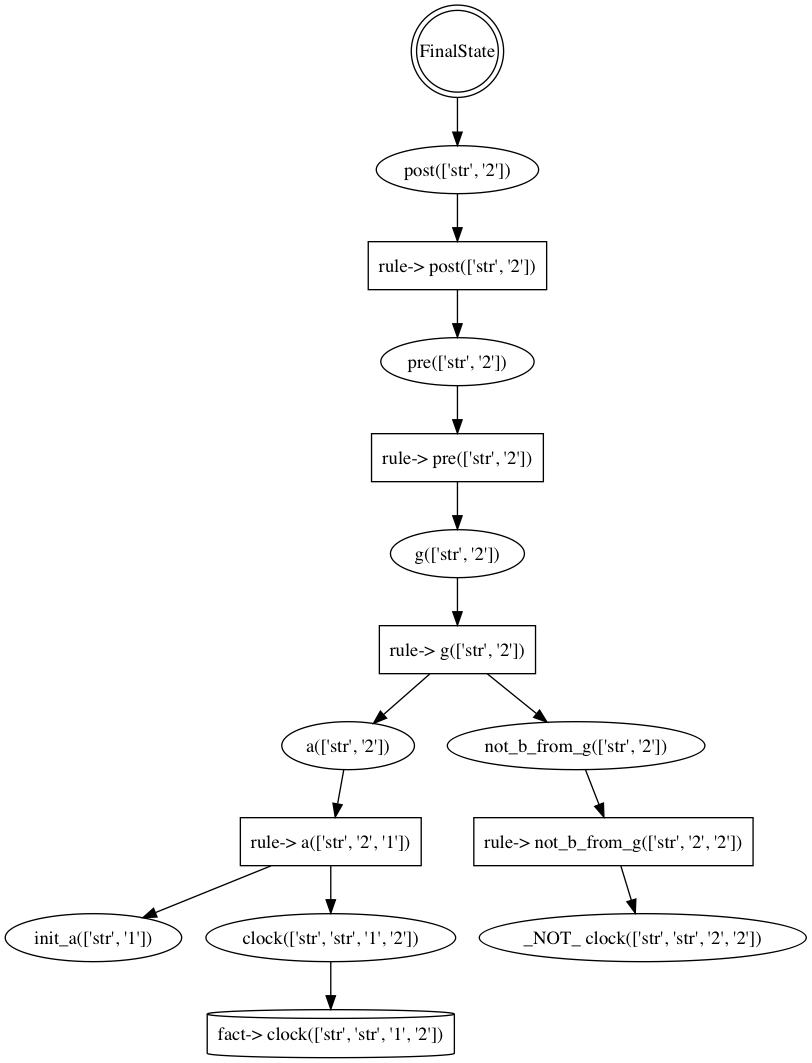 FinalState
post(['str', '2'])
rule-> post(['str', '2'])
pre(['str', '2'])
rule-> pre(['str', '2'])
g(['str', '2'])
rule-> g(['str', '2'])
a(['str', '2'])
not_b_from_g(['str', '2'])
rule-> a(['str', '2', '1'])
rule-> not_b_from_g(['str', '2', '2'])
init_a(['str', '1'])
clock(['str', 'str', '1', '2'])
_NOT_ clock(['str', 'str', '2', '2'])
fact-> clock(['str', 'str', '1', '2'])